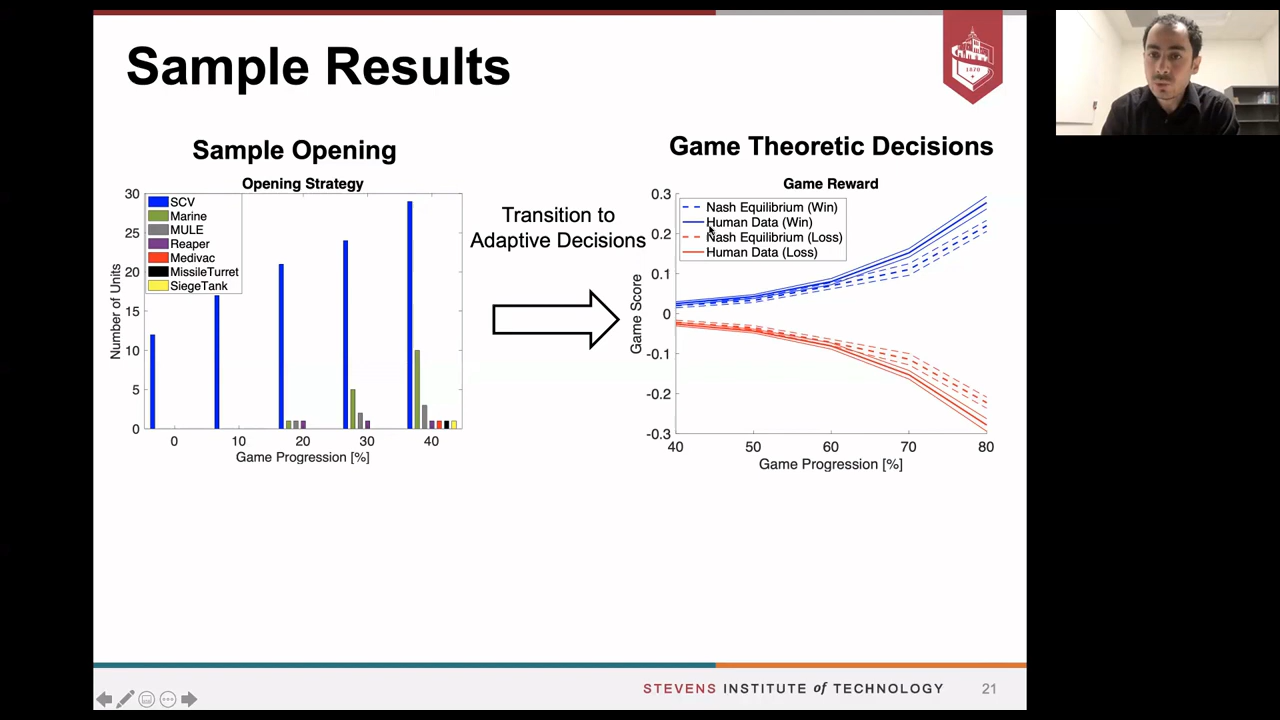 Sample Results
1870
Sample Opening
Opening Strategy
30
25
20
15
10
5
0
Number of Units
SCV
Marine
MULE
Reaper
Medivac
MissileTurret
SiegeTank
0 10 20 30 40
Game Progression [%]
Transition to
Adaptive Decisions
Game Theoretic Decisions
Game Reward
0.3
0.2
0.1
0
-0.1
-0.2
-0.3
Game Score
Nash Equilibrium (Win)
Human Data (Win)
Nash Equilibrium (Loss)
Human Data (Loss)
40 50 60 70 80
Game Progression [%]
STEVENS INSTITUTE of TECHNOLOGY 21